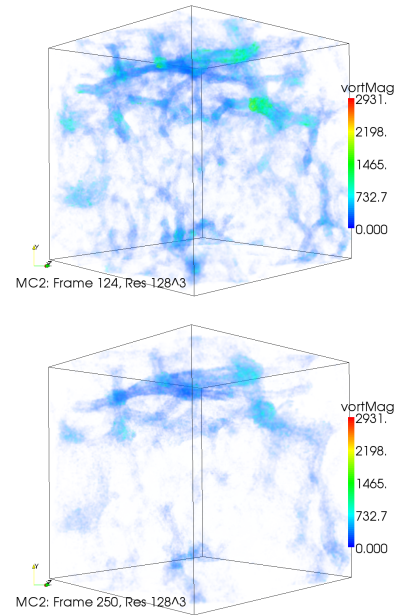 vortMag
2931.
2198.
1465.
732.7
0.000
Y
MC2: Frame 124, Res 128^3
vortMag
2931.
2198.
1465.
732.7
0.000
Y
MC2: Frame 250, Res 128^3